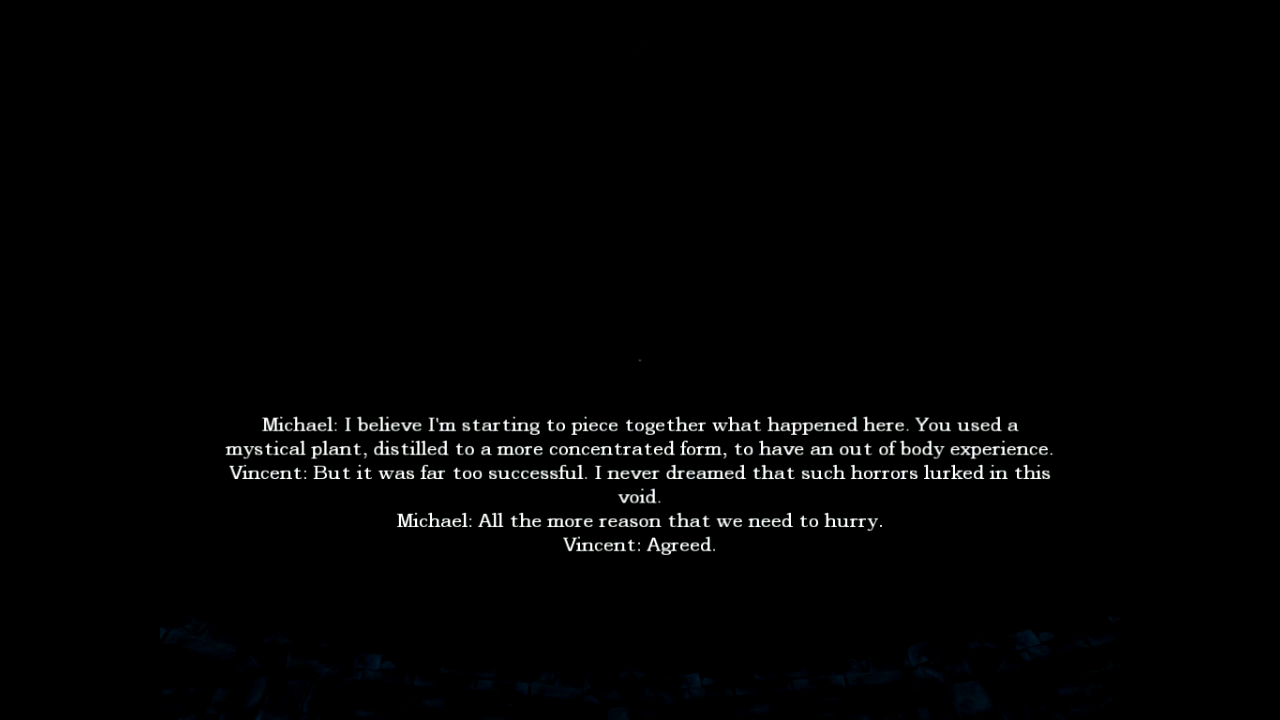 Michael: I believe I'm starting to piece together what happened here. You used a
mystical plant, distilled to a more concentrated form, to have an out of body experience.
Vincent: But it was far too successful. I never dreamed that such horrors lurked in this
void.
Michael: All the more reason that we need to hurry.
Vincent: Agreed.